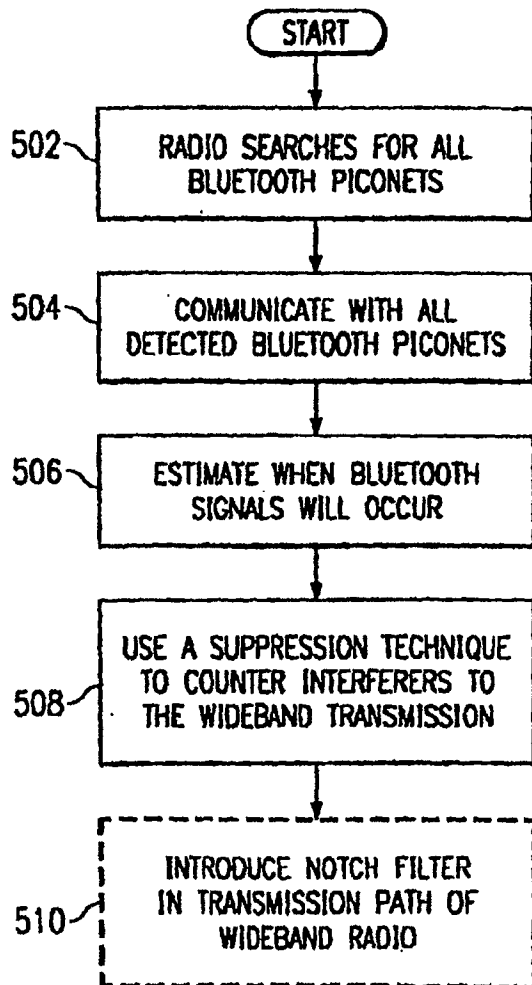 START
502
RADIO SEARCHES FOR ALL
BLUETOOTH PICONETS
504
COMMUNICATE WITH ALL
DETECTED BLUETOOTH PICONETS
506
ESTIMATE WHEN BLUETOOTH
SIGNALS WILL OCCUR
508
USE A SUPPRESSION TECHNIQUE
TO COUNTER INTERFERERS TO
THE WIDEBAND TRANSMISSION
510
INTRODUCE NOTCH FILTER
IN TRANSMISSION PATH OF
WIDEBAND RADIO